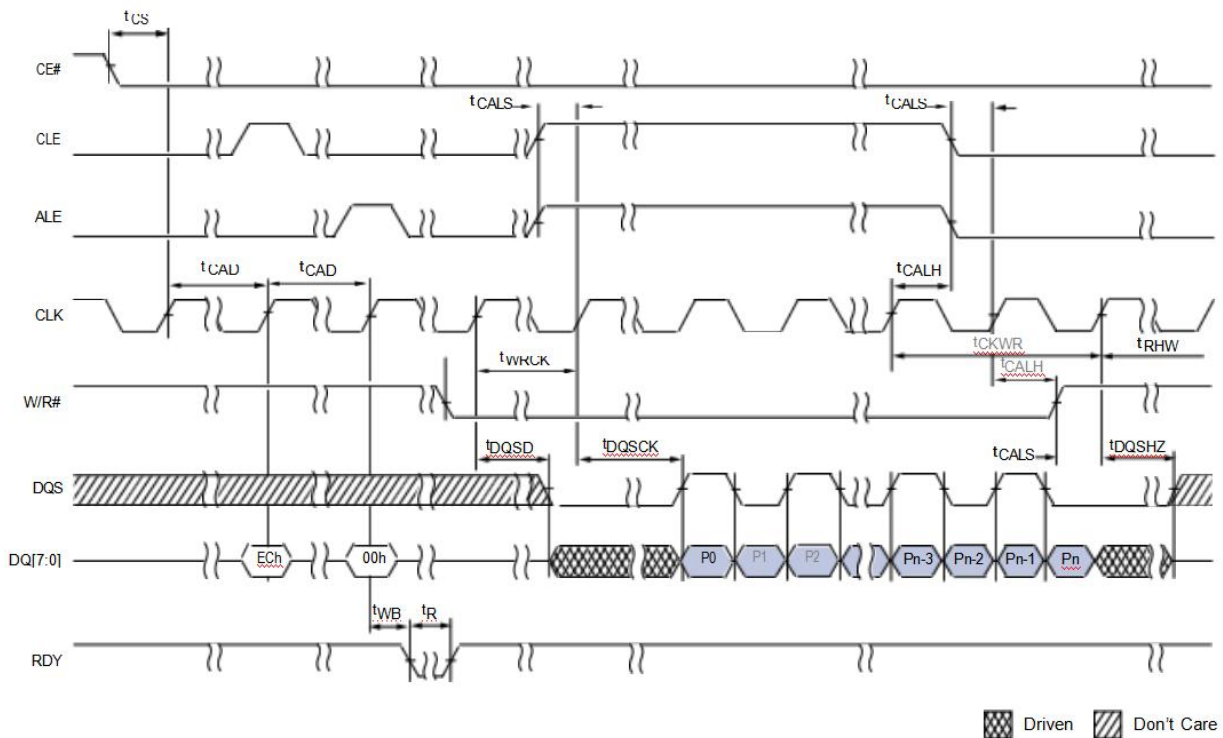 tCS
CE#
tCALS
tCALS
CLE
ALE
tCAD
tCAD
tCALH
CLK
tCKWR
tRHW
tWRCK
tCALH
W/R#
tDQSD
tDQSCK
tCALS
tDQSHZ
DQS
DQ[7:0]
ECh
00h
P0
P1
P2
Pn-3
Pn-2
Pn-1
Pn
tWB
tR
RDY
Driven
Don't Care